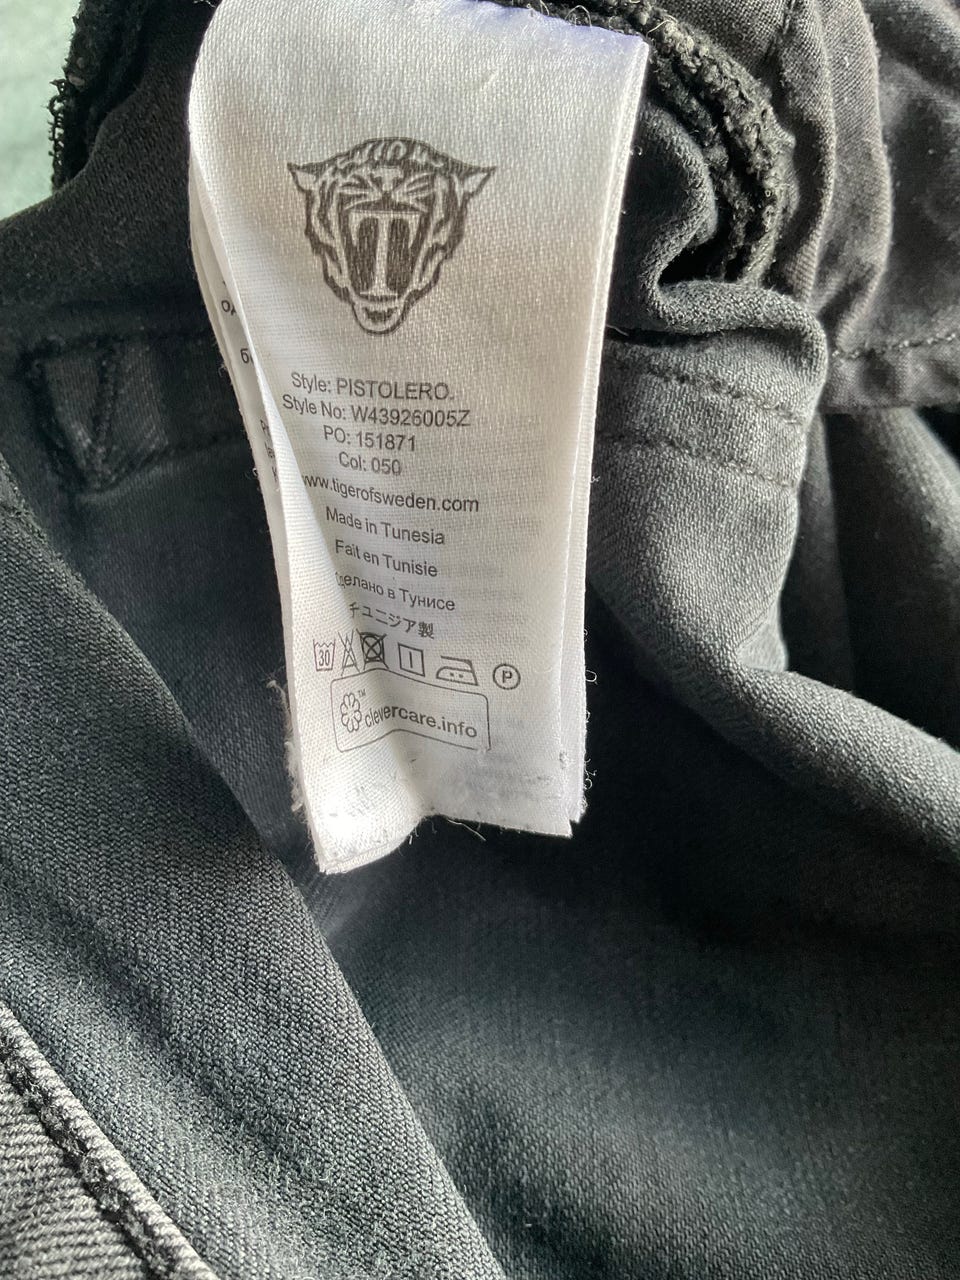 Style: PISTOLERO.
Style No: W43926005Z
PO: 151871
Col: 050
www.tigerofsweden.com
Made in Tunesia
Fait en Tunisie
Сделано в Тунисе
チュニジア製
30
P
clevercare.info™